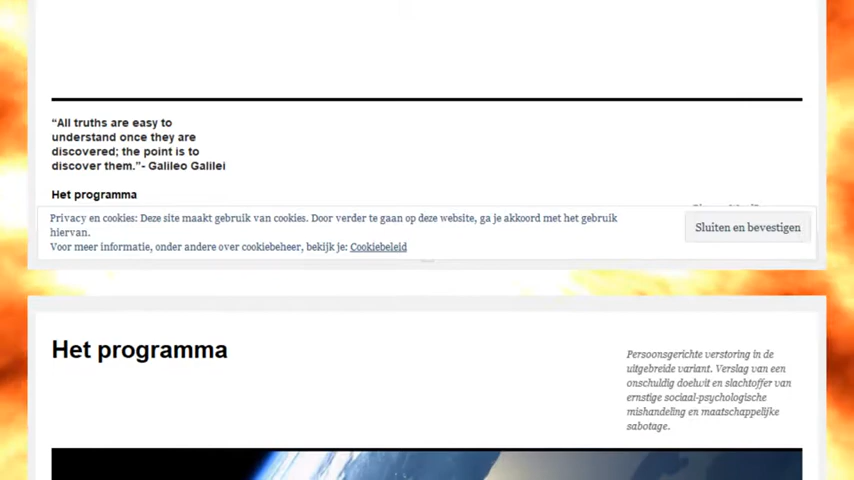 “All truths are easy to
understand once they are
discovered; the point is to
discover them.”- Galileo Galilei
Het programma
Privacy en cookies: Deze site maakt gebruik van cookies. Door verder te gaan op deze website, ga je akkoord met het gebruik
hiervan.
Voor meer informatie, onder andere over cookiebeheer, bekijk je: Cookiebeleid
Sluiten en bevestigen
Het programma
Persoonsgerichte verstoring in de
uitgebreide variant. Verslag van een
onschuldig doelwit en slachtoffer van
ernstige sociaal-psychologische
mishandeling en maatschappelijke
sabotage.